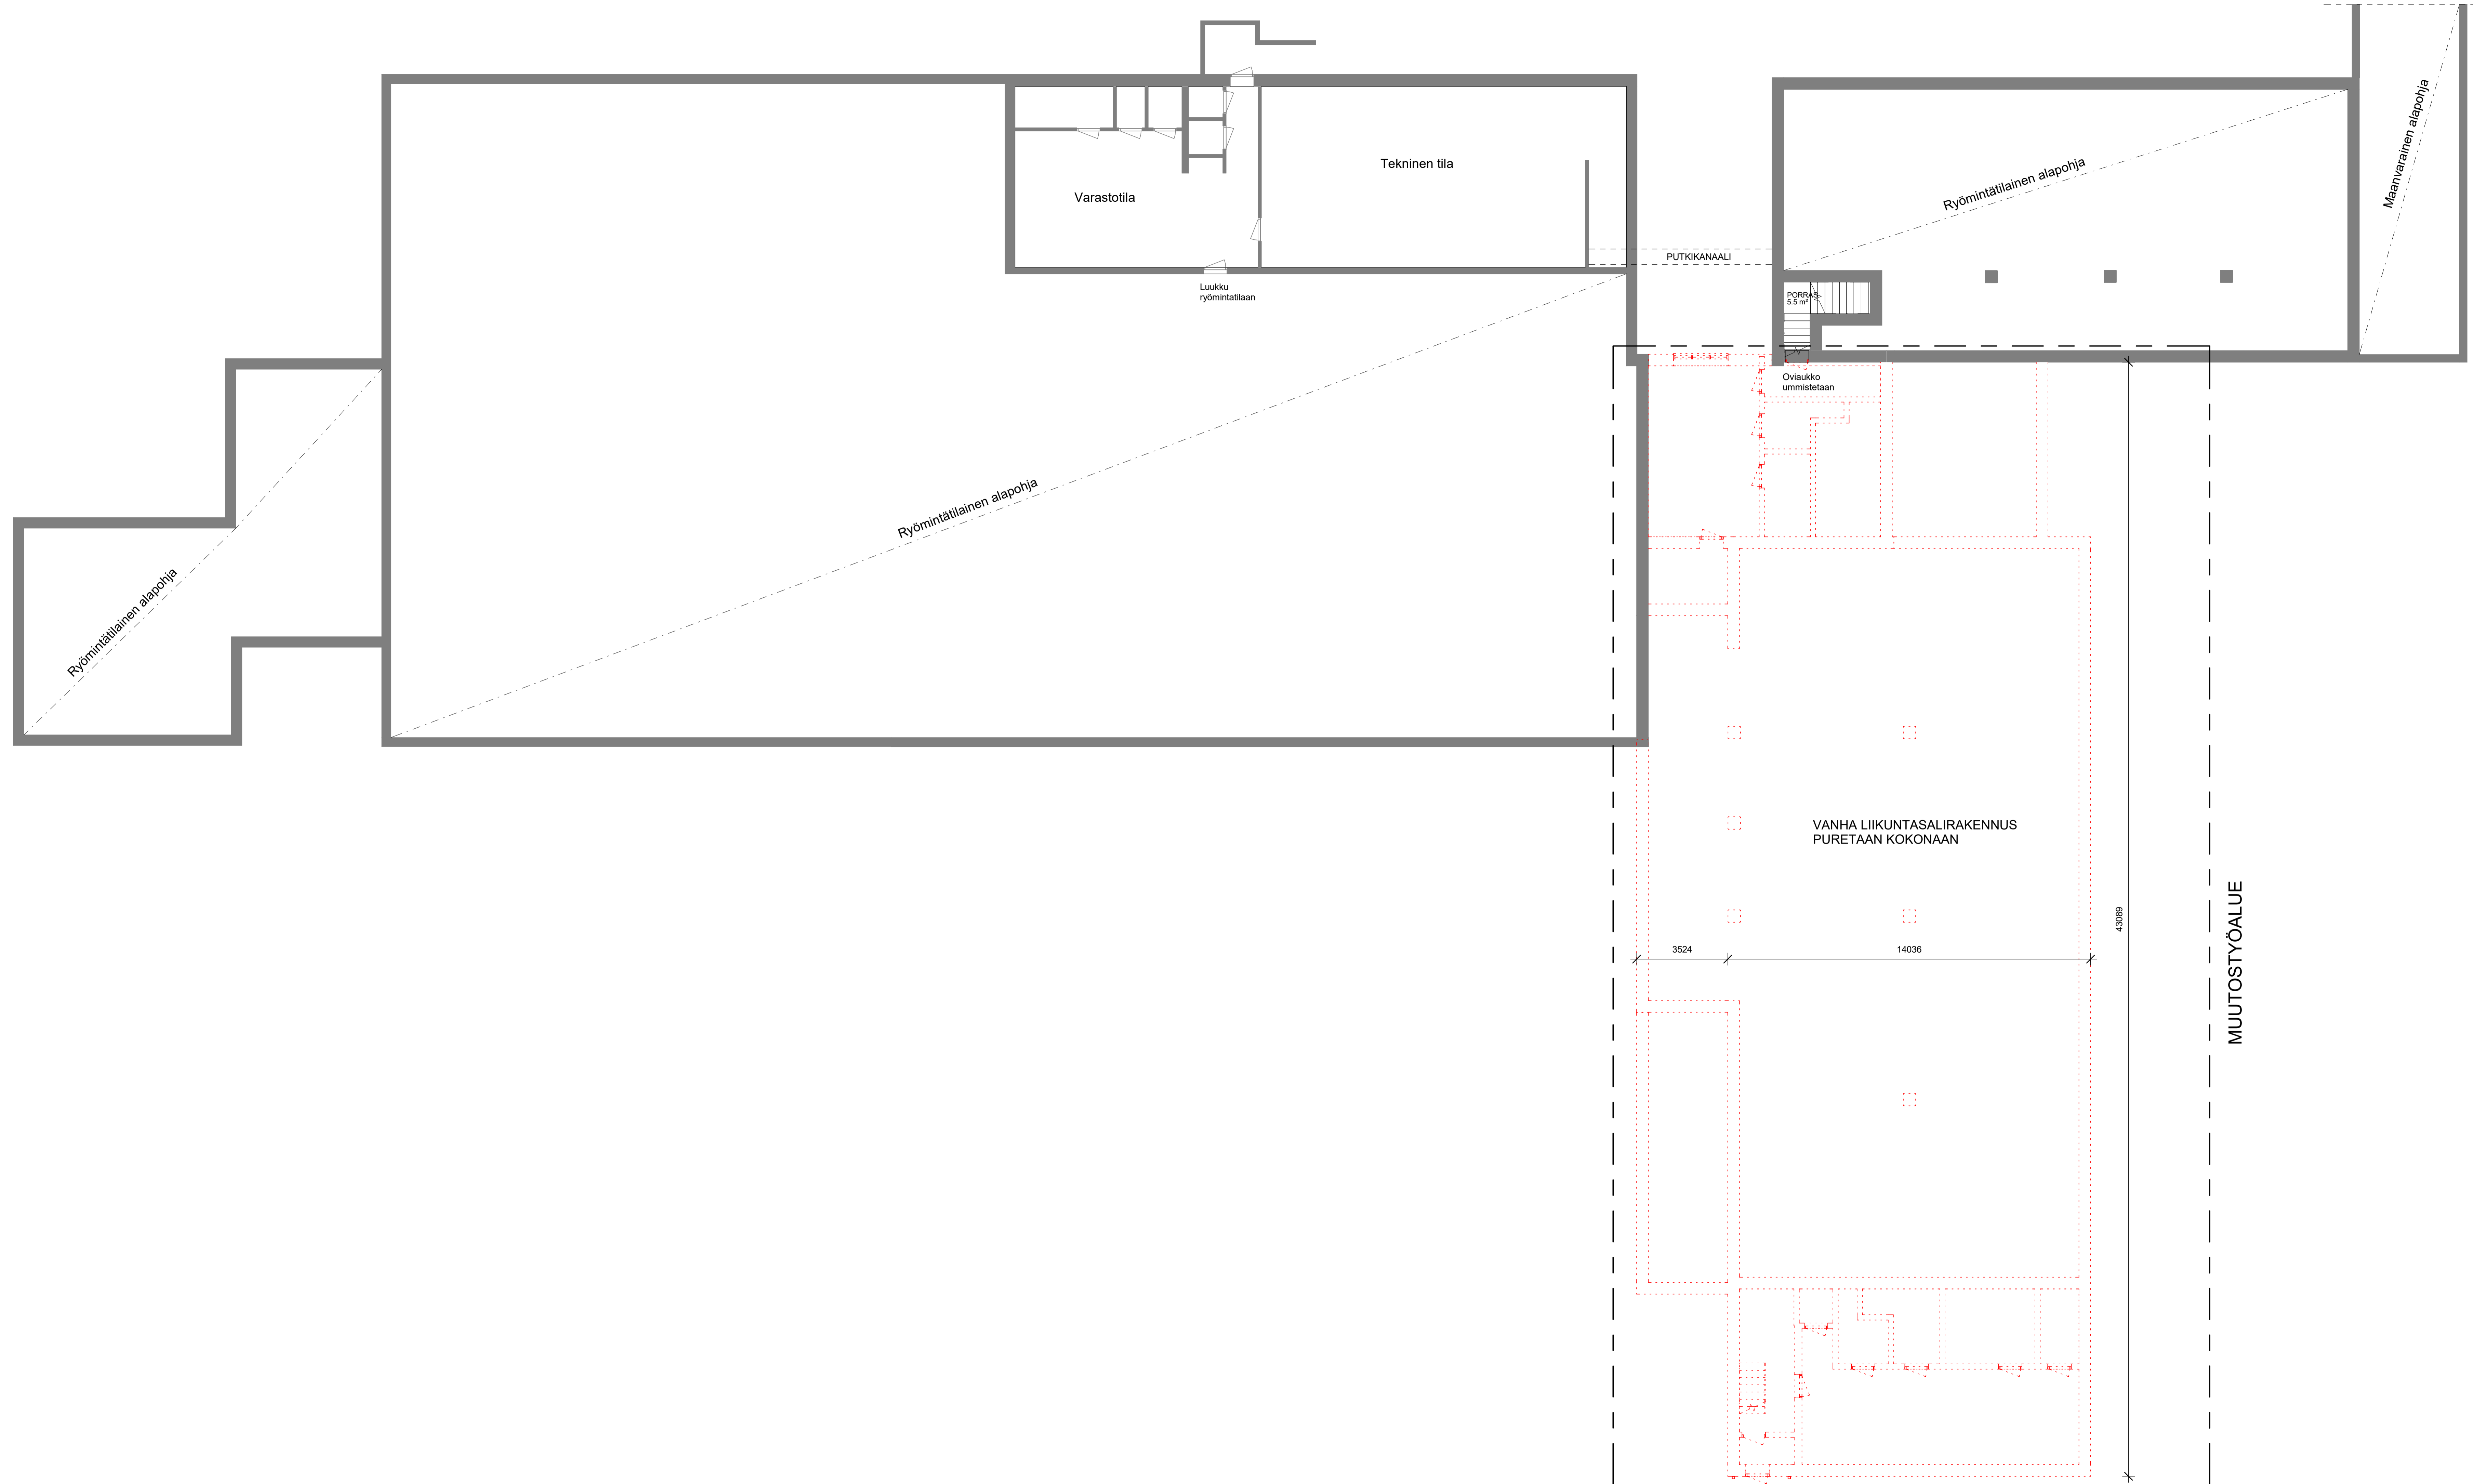 Tekninen tila
Varastotila
Ryömintätilainen alapohja
Maanvarainen alapohja
PUTKIKANAALI
Luukku
ryömintatilaan
PORRAS
5.5 m²
Oviaukko
ummistetaan
Ryömintätilainen alapohja
Ryömintätilainen alapohja
VANHA LIIKUNTASALIRAKENNUS
PURETAAN KOKONAAN
43089
MUUTOSTYÖALUE
3524
14036